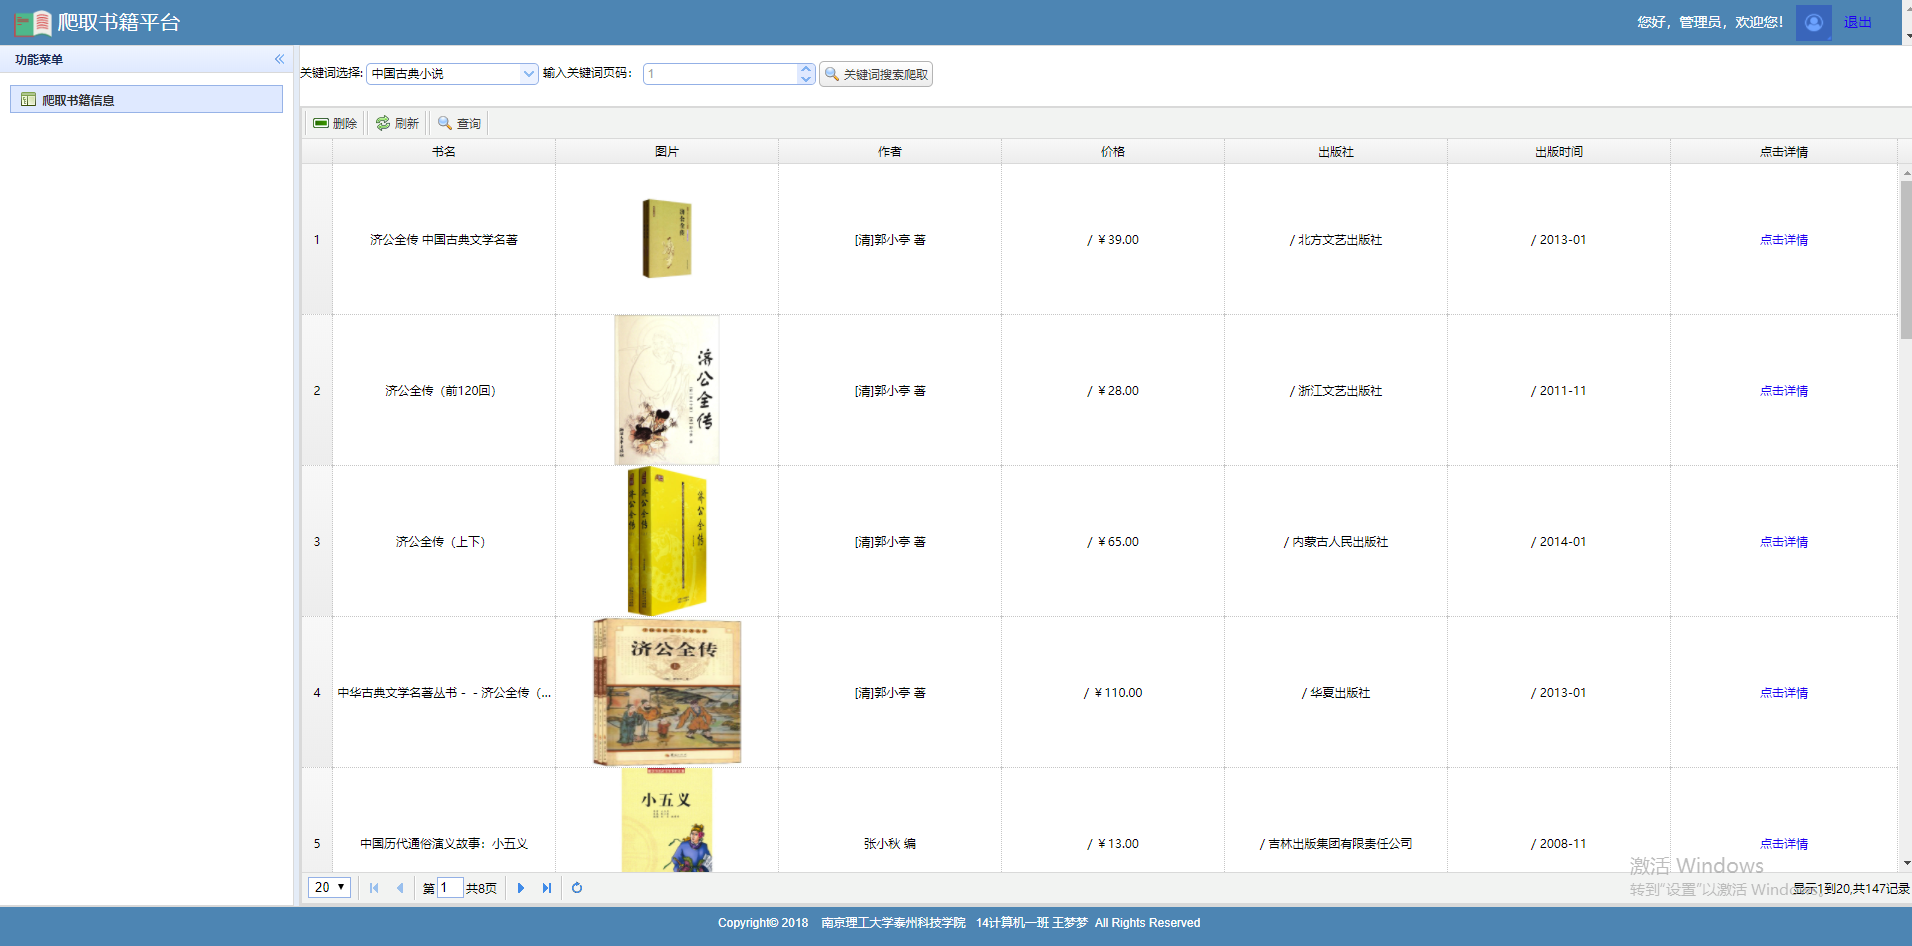 爬取书籍平台
您好，管理员，欢迎您！ 退出
功能菜单
爬取书籍信息
关键词选择: 中国古典小说 输入关键词页码： 1 关键词搜索爬取
删除 刷新 查询
书名 图片 作者 价格 出版社 出版时间 点击详情
1 济公全传 中国古典文学名著 [清]郭小亭 著 / ￥39.00 / 北方文艺出版社 / 2013-01 点击详情
济公全传
2 济公全传（前120回） [清]郭小亭 著 / ￥28.00 / 浙江文艺出版社 / 2011-11 点击详情
济公全传
3 济公全传（上下） [清]郭小亭 著 / ￥65.00 / 内蒙古人民出版社 / 2014-01 点击详情
济公全传
济公全传
济公全传
4 中华古典文学名著丛书 - - 济公全传（... [清]郭小亭 著 / ￥110.00 / 华夏出版社 / 2013-01 点击详情
济公全传
5 中国历代通俗演义故事：小五义 张小秋 编 / ￥13.00 / 吉林出版集团有限责任公司 / 2008-11 点击详情
小五义
激活 Windows
转到“设置”以激活 Windows
20 第 1 共8页 显示1到20,共147记录
Copyright© 2018 南京理工大学泰州科技学院 14计算机一班 王梦梦 All Rights Reserved